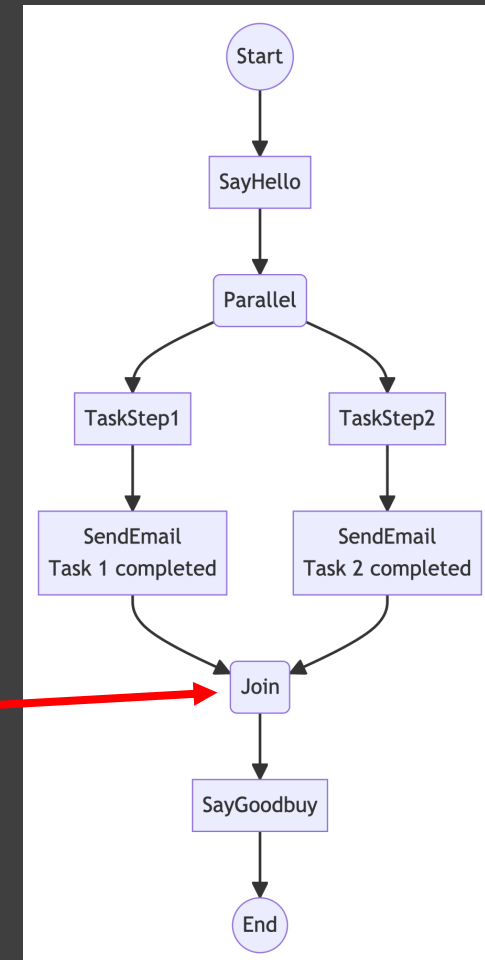 Start
SayHello
Parallel
TaskStep1
TaskStep2
SendEmail
Task 1 completed
SendEmail
Task 2 completed
Join
SayGoodbuy
End